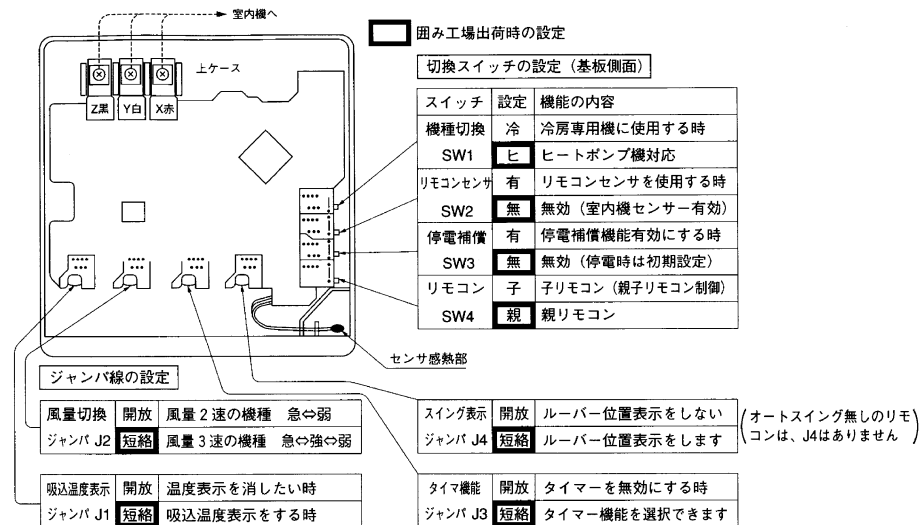 室内機へ
囲み工場出荷時の設定
上ケース
Z黒 Y白 X赤
切換スイッチの設定（基板側面）
スイッチ 設定 機能の内容
機種切換 冷 冷房専用機に使用する時
SW1 ヒ ヒートポンプ機対応
リモコンセンサ 有 リモコンセンサを使用する時
SW2 無 無効（室内機センサー有効）
停電補償 有 停電補償機能有効にする時
SW3 無 無効（停電時は初期設定）
リモコン 子 子リモコン（親子リモコン制御）
SW4 親 親リモコン
センサ感熱部
ジャンパ線の設定
風量切換 開放 風量2速の機種 急⇔弱
ジャンパ J2 短絡 風量3速の機種 急⇔強⇔弱
スイング表示 開放 ルーバー位置表示をしない
ジャンパ J4 短絡 ルーバー位置表示をします
（オートスイング無しのリモ
コンは、J4はありません）
吸込温度表示 開放 温度表示を消したい時
ジャンパ J1 短絡 吸込温度表示をする時
タイマ機能 開放 タイマーを無効にする時
ジャンパ J3 短絡 タイマー機能を選択できます